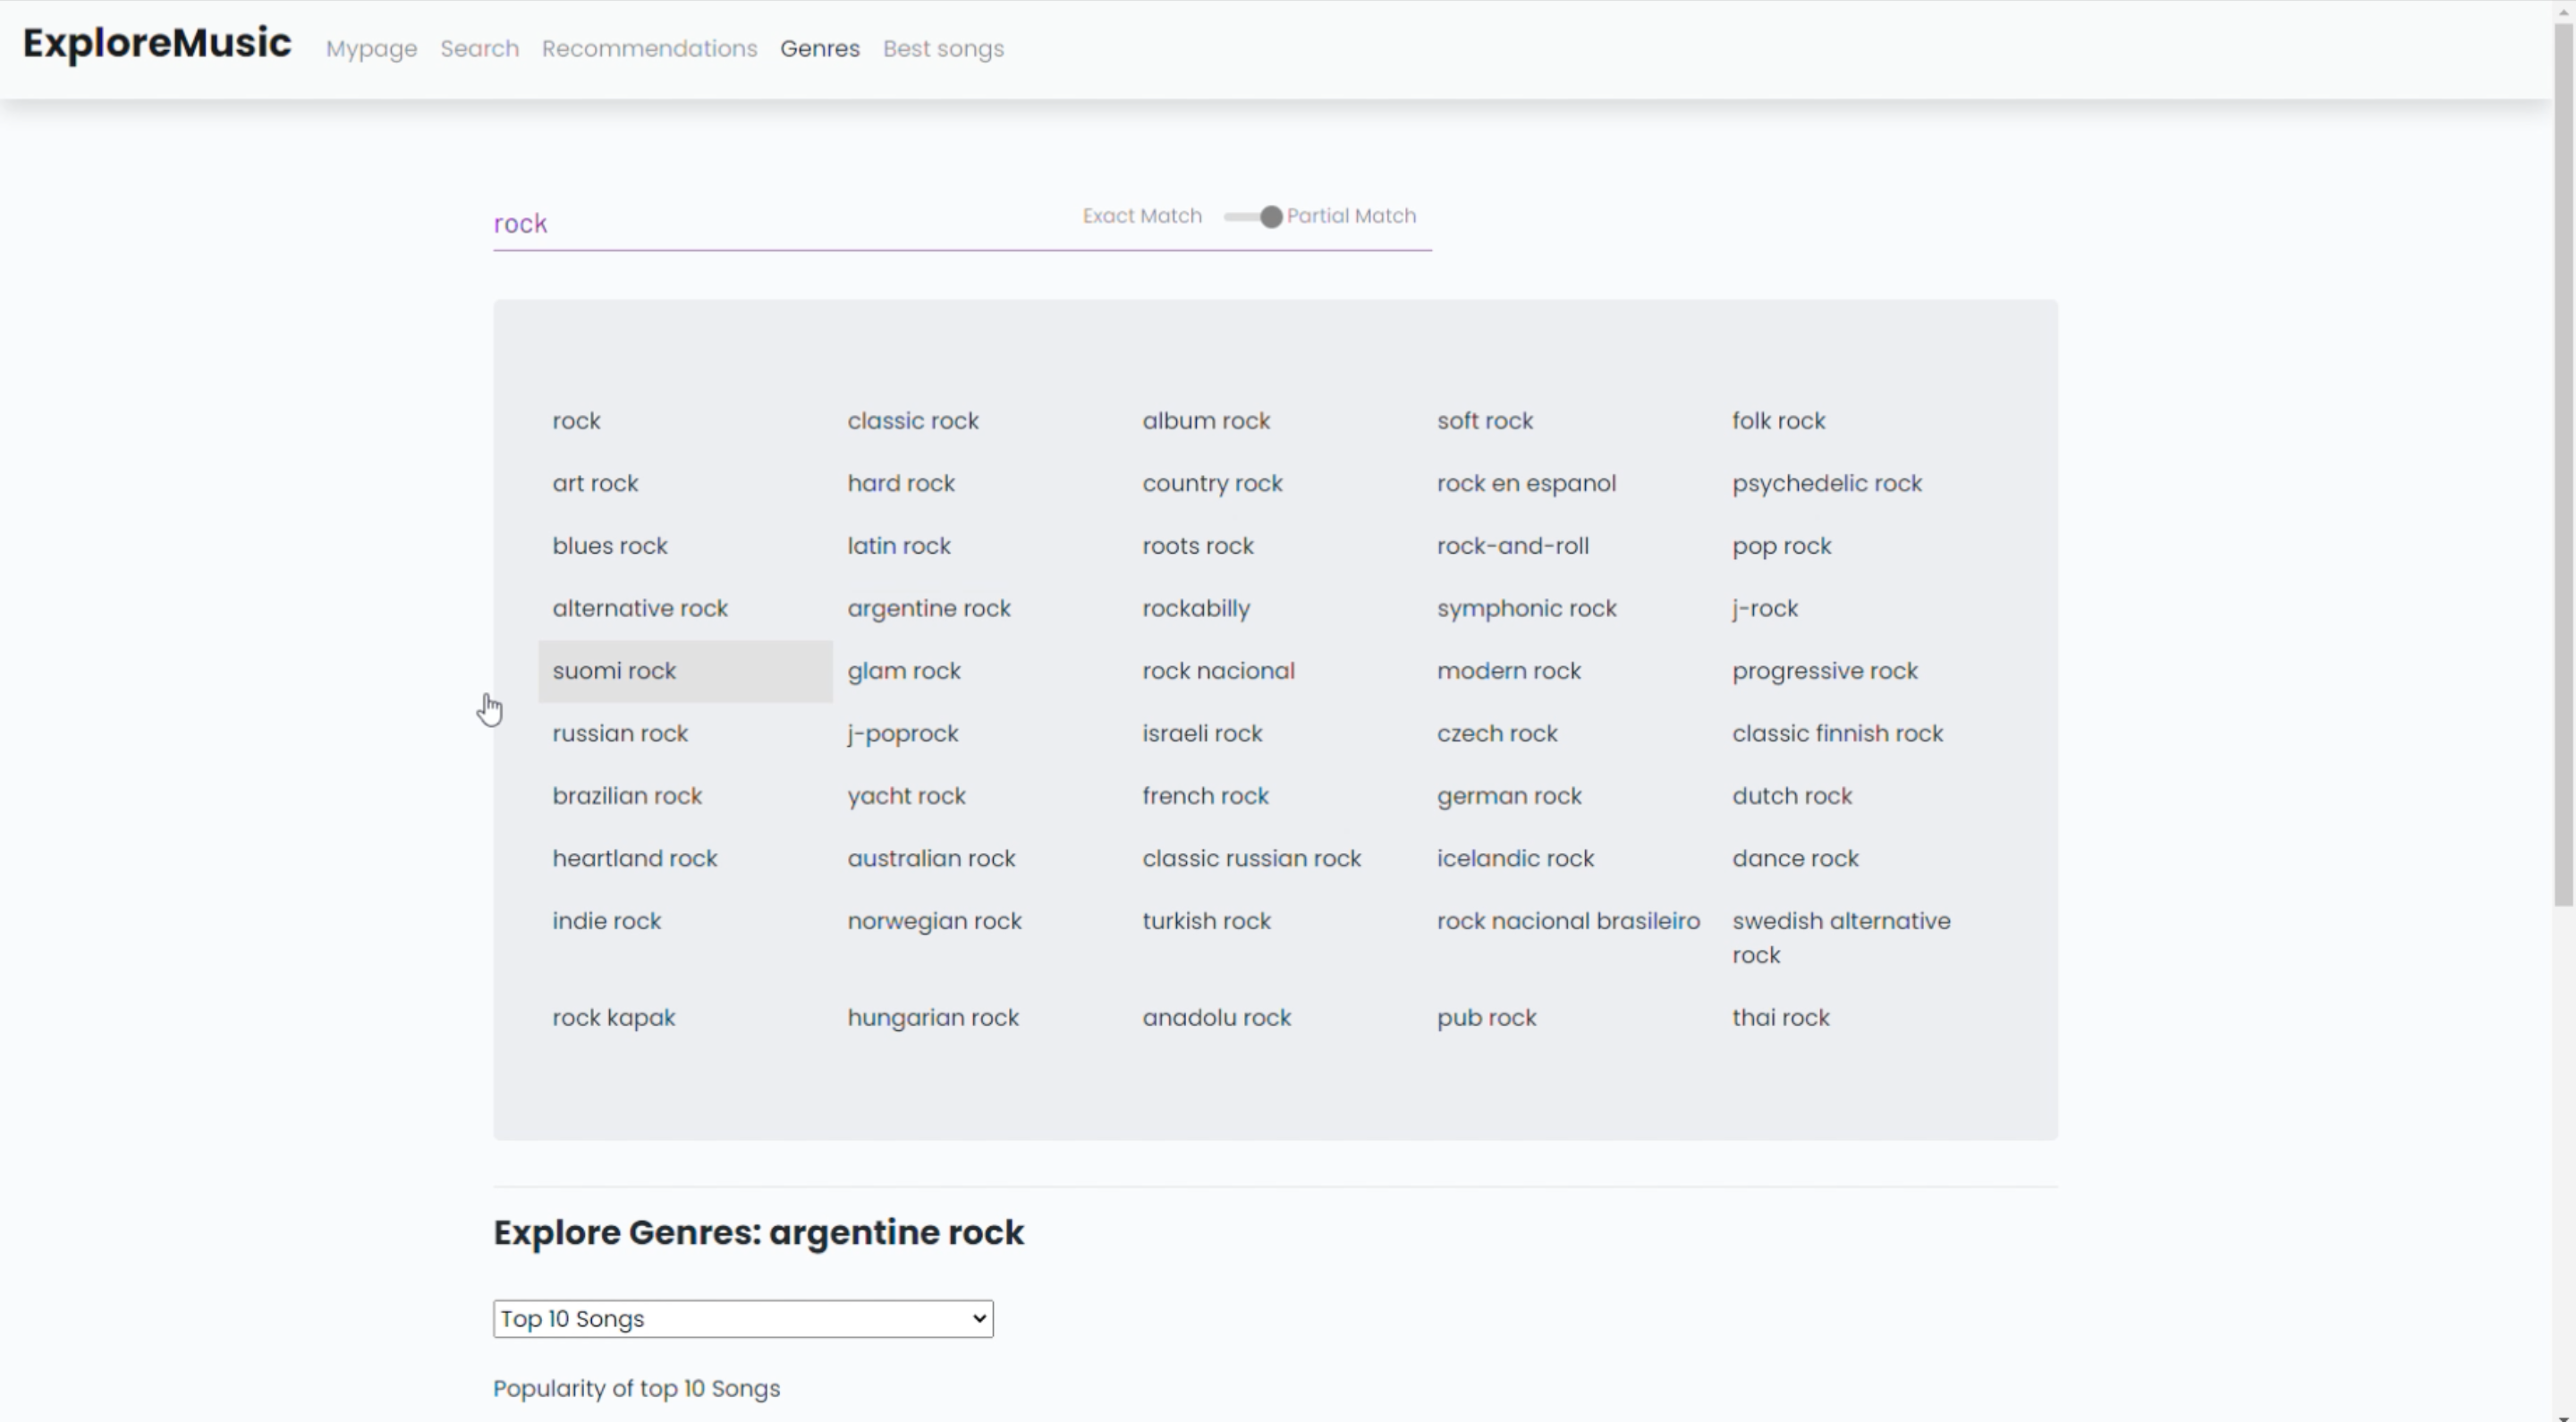 ExploreMusic Mypage Search Recommendations Genres Best songs
rock Exact Match Partial Match
rock classic rock album rock soft rock folk rock
art rock hard rock country rock rock en espanol psychedelic rock
blues rock latin rock roots rock rock-and-roll pop rock
alternative rock argentine rock rockabilly symphonic rock j-rock
suomi rock glam rock rock nacional modern rock progressive rock
russian rock j-poprock israeli rock czech rock classic finnish rock
brazilian rock yacht rock french rock german rock dutch rock
heartland rock australian rock classic russian rock icelandic rock dance rock
indie rock norwegian rock turkish rock rock nacional brasileiro swedish alternative
rock
rock kapak hungarian rock anadolu rock pub rock thai rock
Explore Genres: argentine rock
Top 10 Songs
Popularity of top 10 Songs